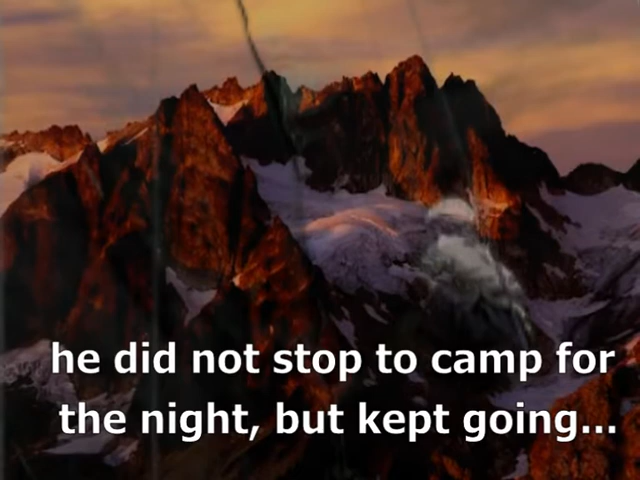 he did not stop to camp for
the night, but kept going...